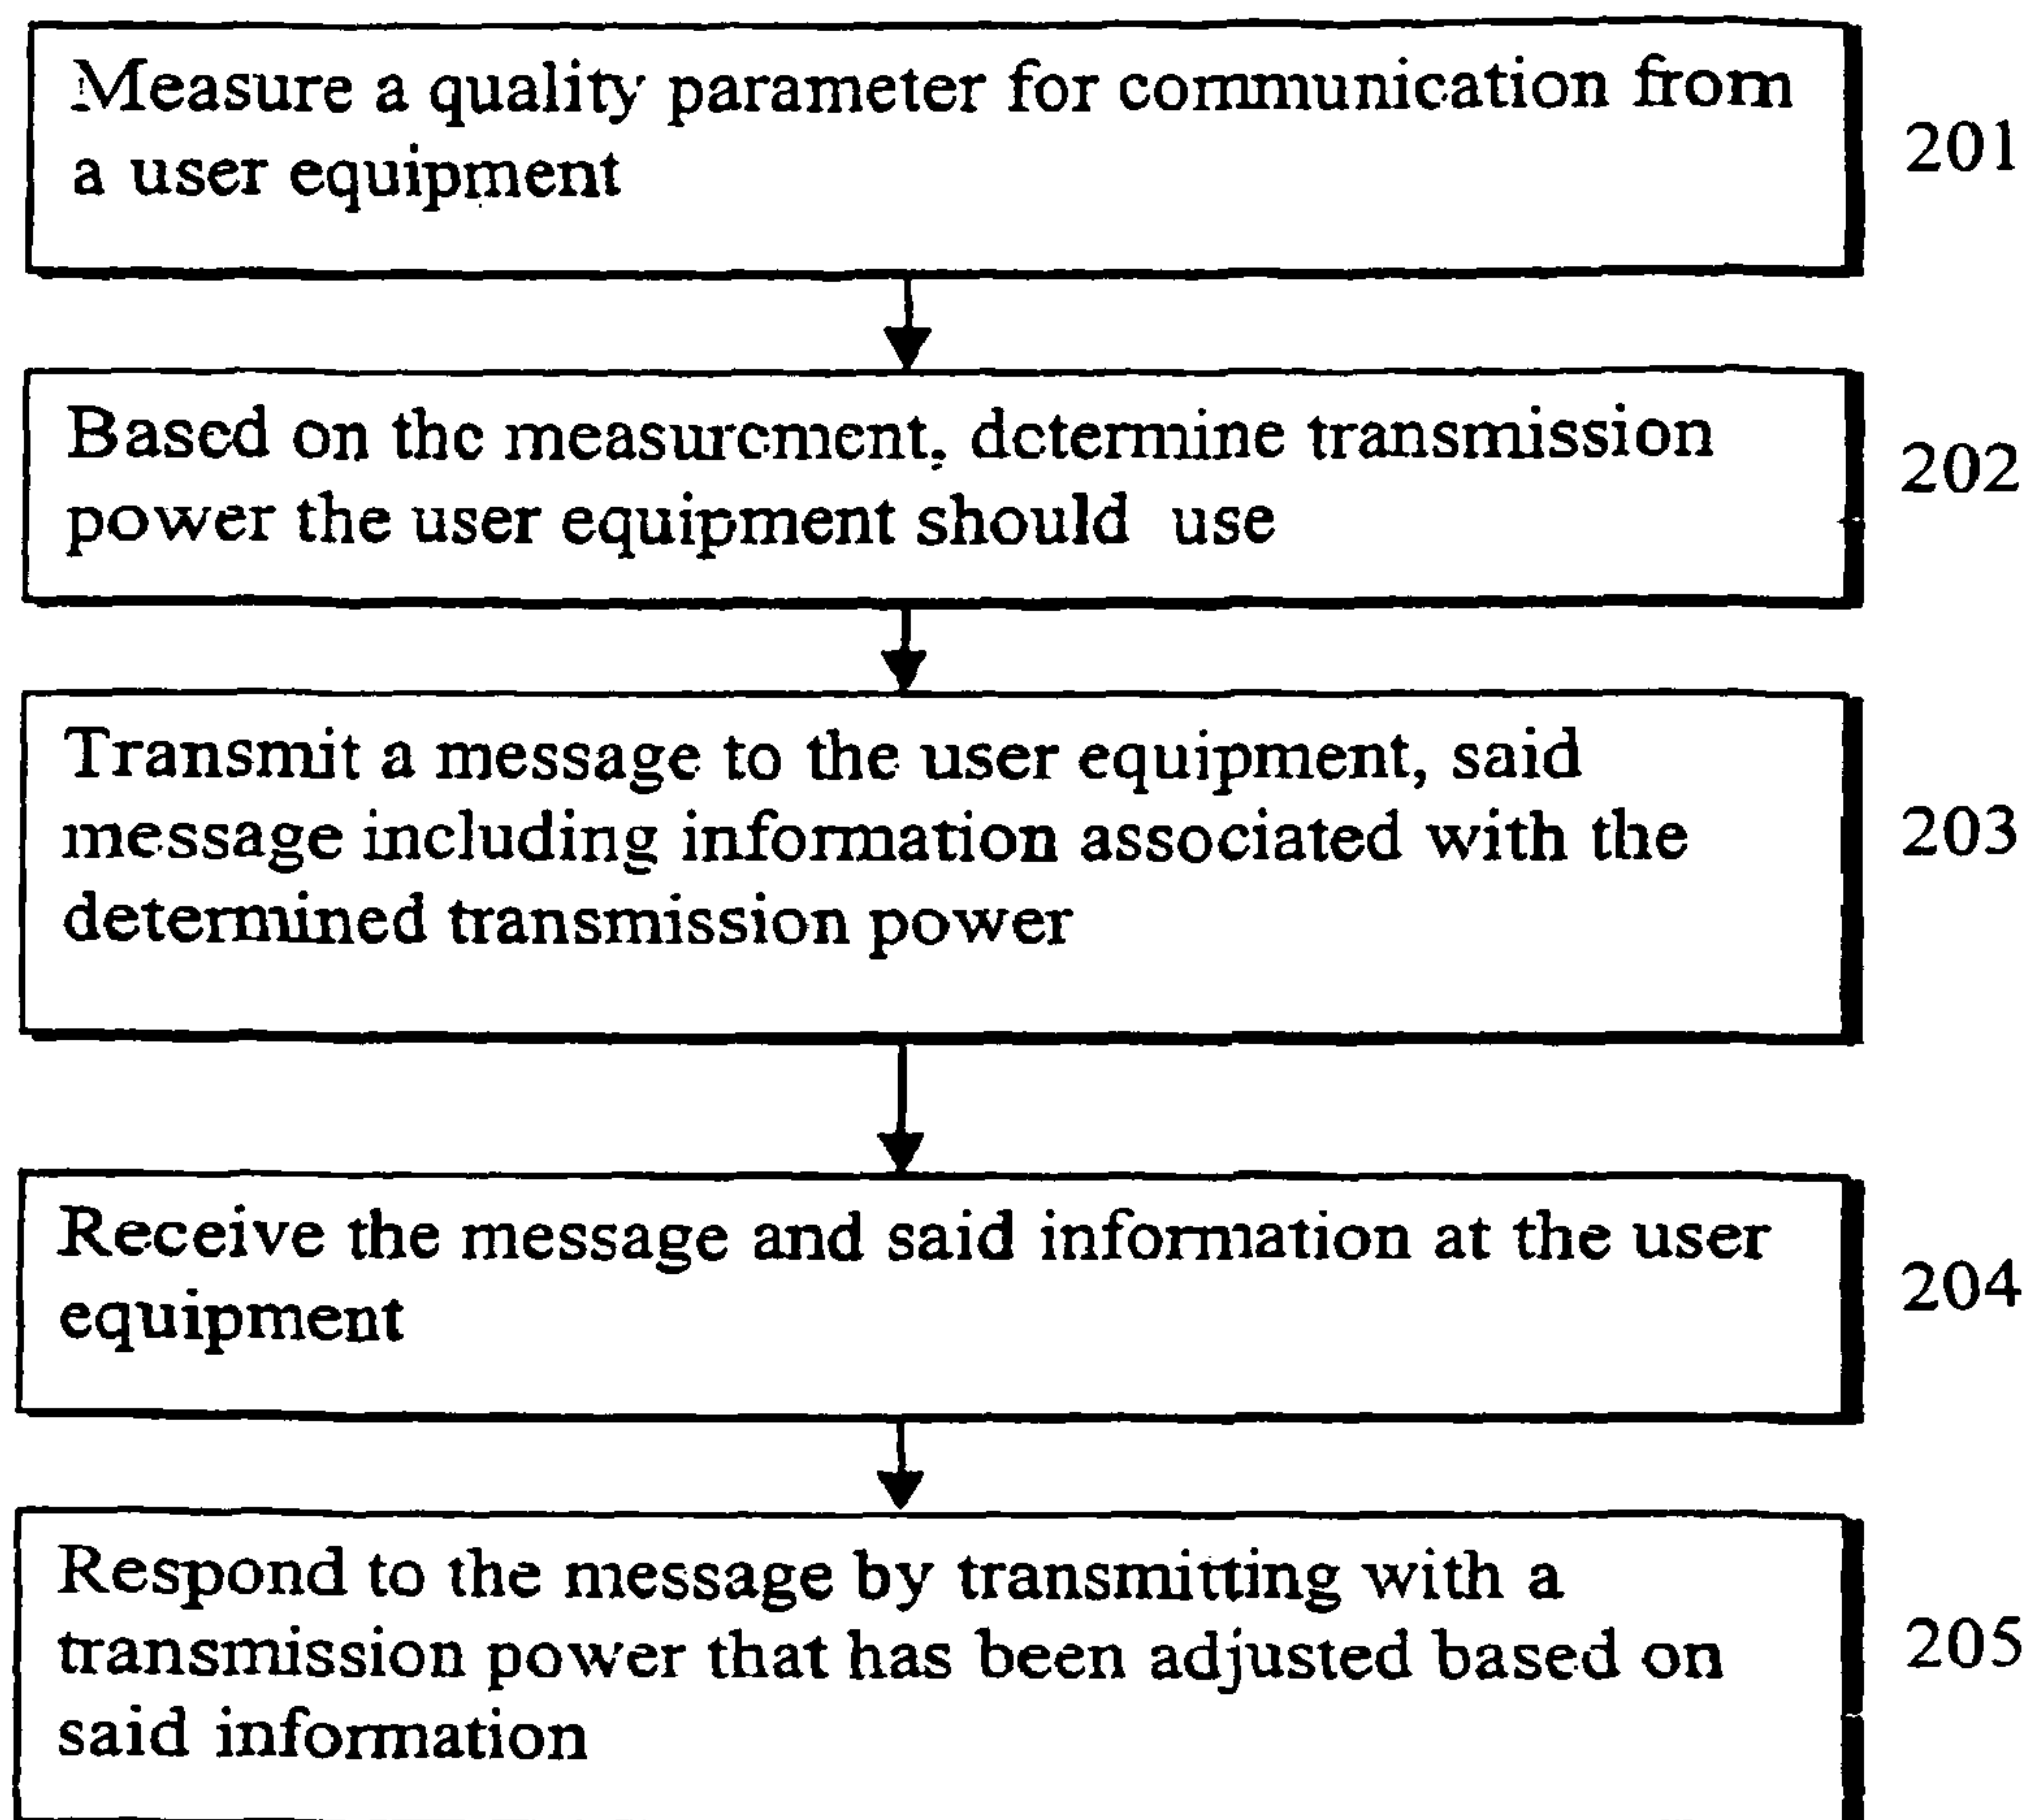 Measure a quality parameter for communication from
a user equipment
201
Based on the measurement, determine transmission
power the user equipment should use
202
Transmit a message to the user equipment, said
message including information associated with the
determined transmission power
203
Receive the message and said information at the user
equipment
204
Respond to the message by transmitting with a
transmission power that has been adjusted based on
said information
205